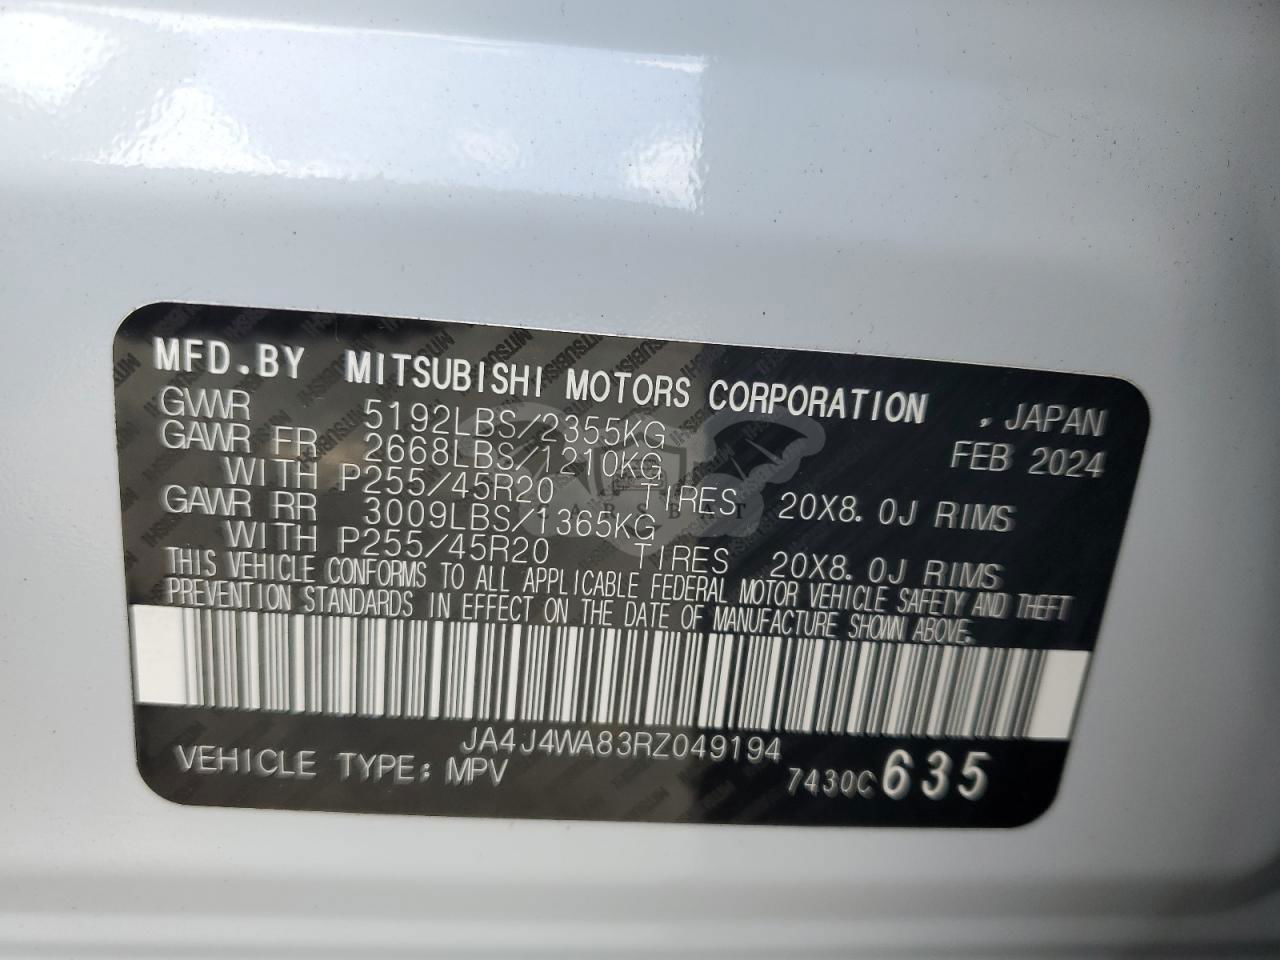 MFD.BY MITSUBISHI MOTORS CORPORATION , JAPAN
GVWR 5192LBS/2355KG FEB 2024
GAWR FR 2668LBS/1210KG
WITH P255/45R20 TIRES 20X8.0J RIMS
GAWR RR 3009LBS/1365KG
WITH P255/45R20 TIRES 20X8.0J RIMS
THIS VEHICLE CONFORMS TO ALL APPLICABLE FEDERAL MOTOR VEHICLE SAFETY AND THEFT
PREVENTION STANDARDS IN EFFECT ON THE DATE OF MANUFACTURE SHOWN ABOVE.
JA4J4WA83RZ049194
VEHICLE TYPE: MPV 7430C 635